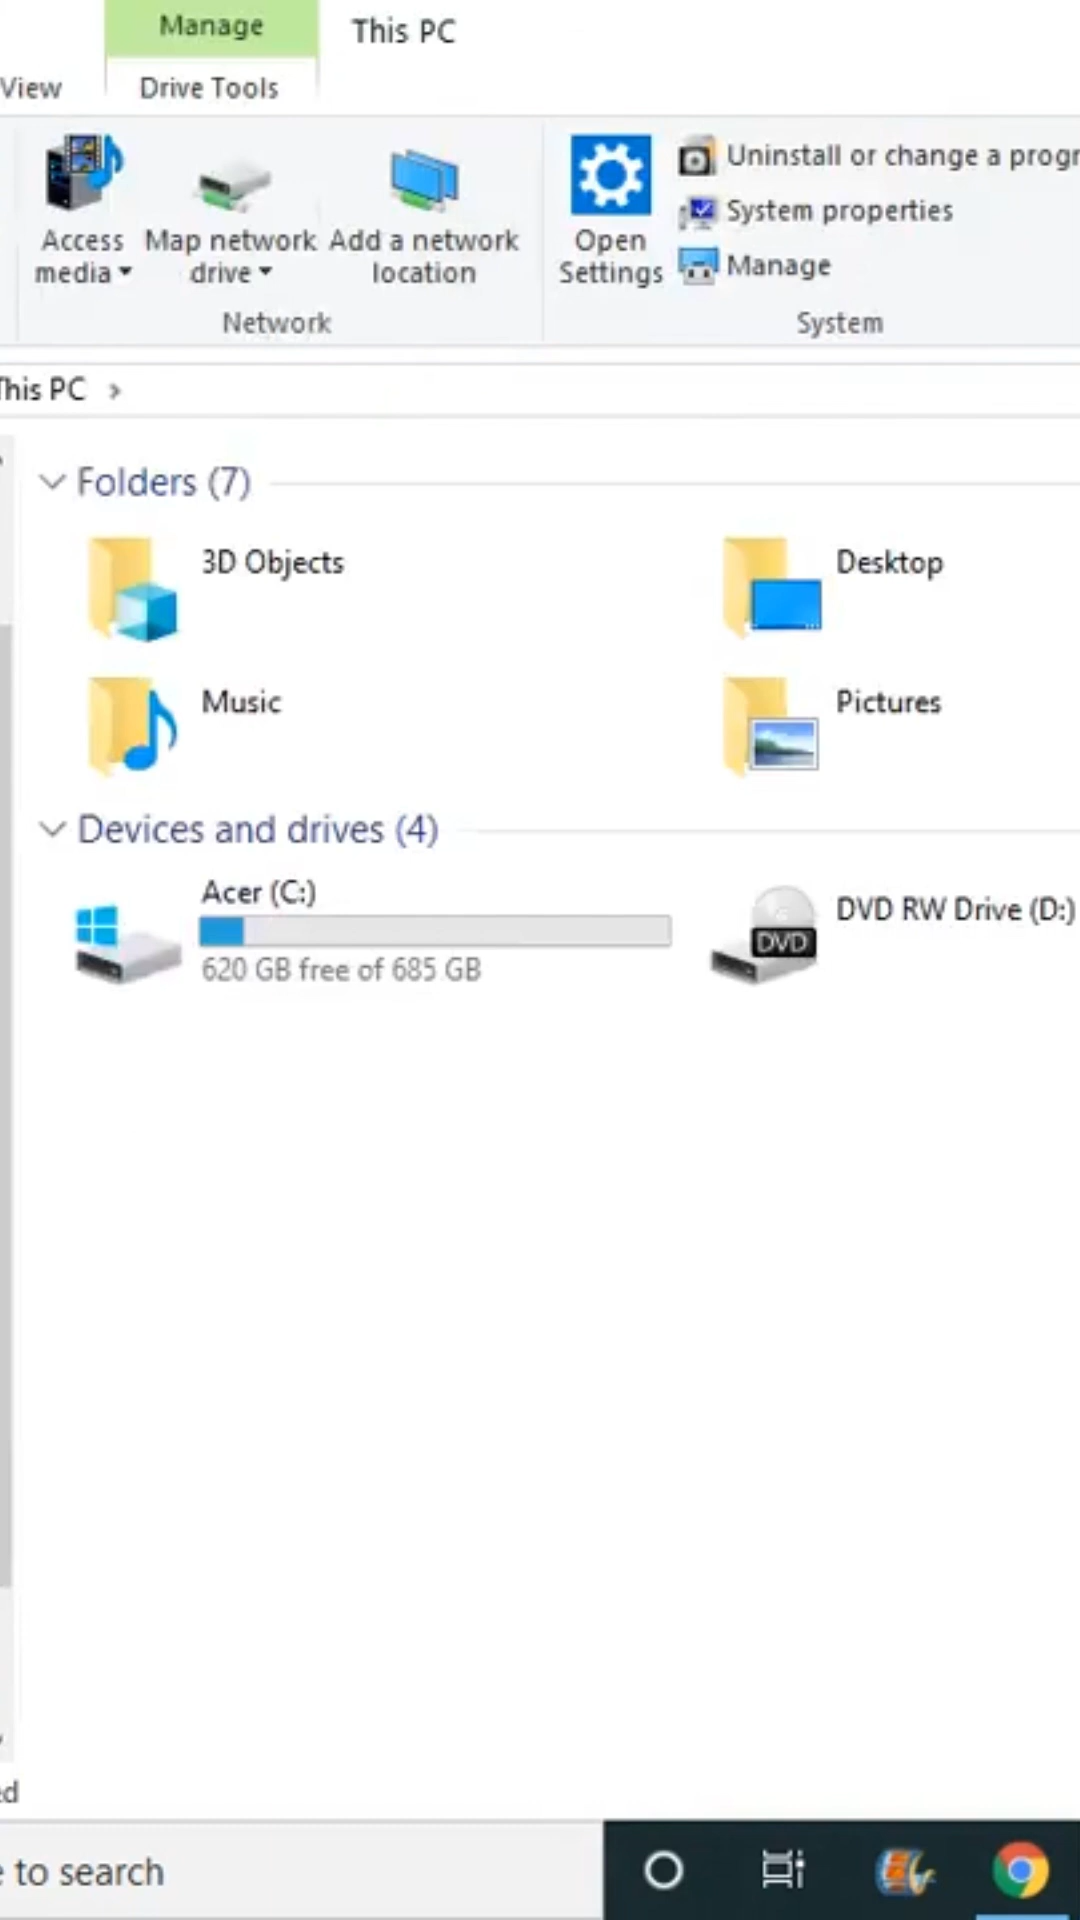 Manage
This PC
View
Drive Tools
Access media
Map network drive
Add a network location
Open Settings
Uninstall or change a progr
System properties
Manage
Network
System
This PC
Folders (7)
3D Objects
Desktop
Music
Pictures
Devices and drives (4)
Acer (C:)
620 GB free of 685 GB
DVD RW Drive (D:)
DVD
ed
e to search